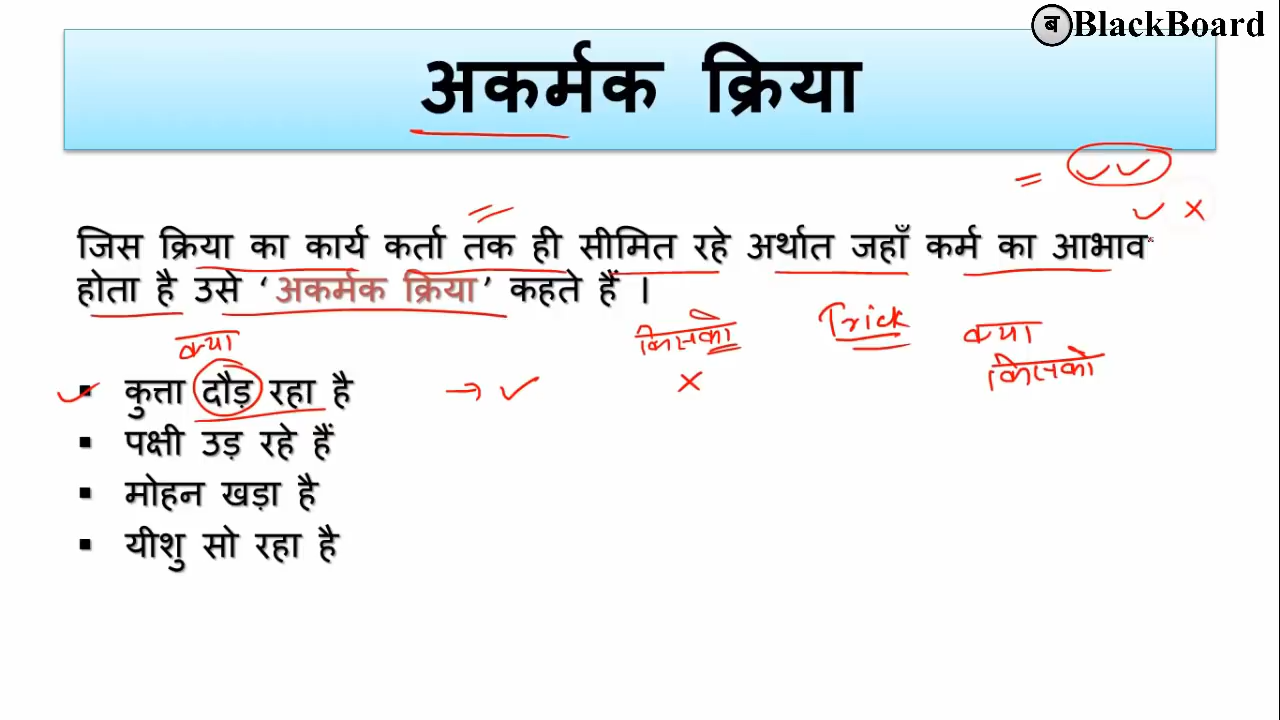 ब BlackBoard
अकर्मक क्रिया
जिस क्रिया का कार्य कर्ता तक ही सीमित रहे अर्थात जहाँ कर्म का आभाव
होता है उसे ‘अकर्मक क्रिया’ कहते हैं ।
क्या किसको Trick क्या
किसको
▪ कुत्ता दौड़ रहा है
▪ पक्षी उड़ रहे हैं
▪ मोहन खड़ा है
▪ यीशु सो रहा है